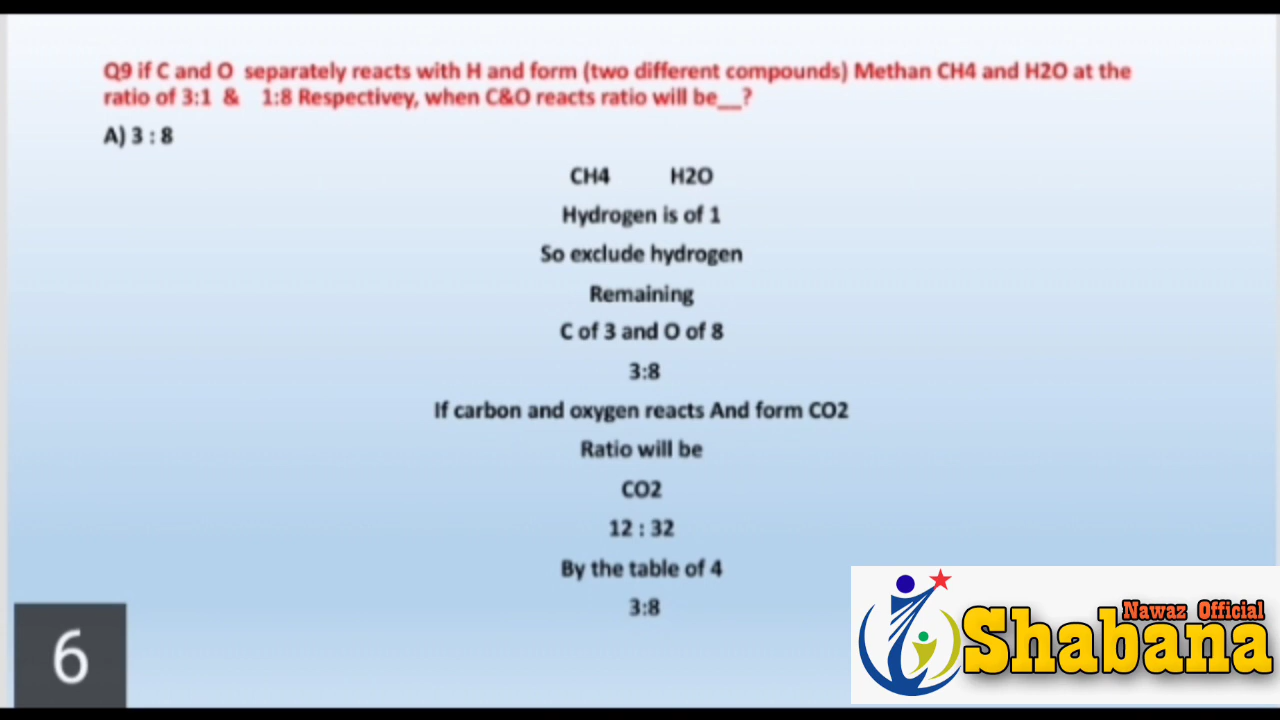 Q9 if C and O separately reacts with H and form (two different compounds) Methan CH4 and H2O at the
ratio of 3:1 & 1:8 Respectivey, when C&O reacts ratio will be__?
A) 3 : 8
CH4 H2O
Hydrogen is of 1
So exclude hydrogen
Remaining
C of 3 and O of 8
3:8
If carbon and oxygen reacts And form CO2
Ratio will be
CO2
12 : 32
By the table of 4
3:8
6
Nawaz Official
Shabana